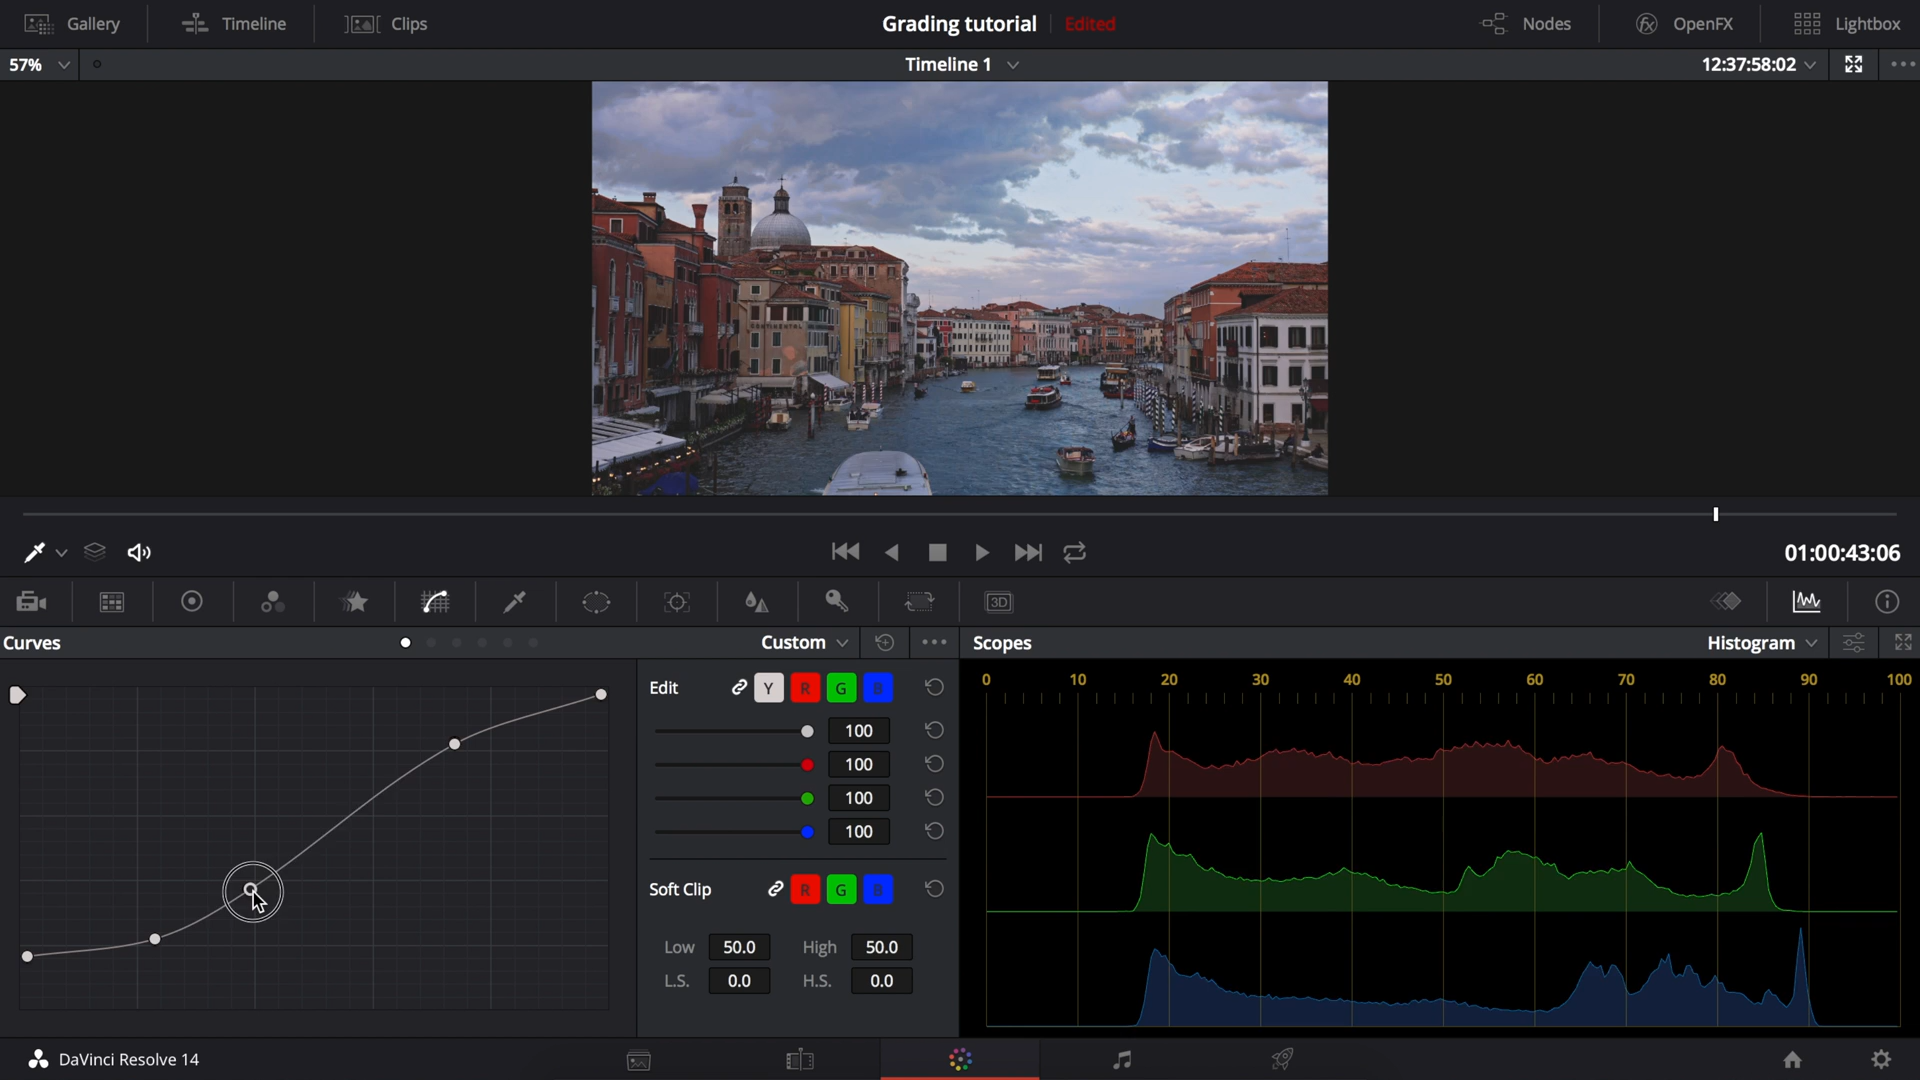 Gallery Timeline Clips Grading tutorial Edited Nodes OpenFX Lightbox
57% Timeline 1 12:37:58:02
CONTINENTAL
01:00:43:06
3D
Curves Custom Scopes Histogram
Edit Y R G B
0 10 20 30 40 50 60 70 80 90 100
100
100
100
100
Soft Clip R G B
Low 50.0 High 50.0
L.S. 0.0 H.S. 0.0
DaVinci Resolve 14